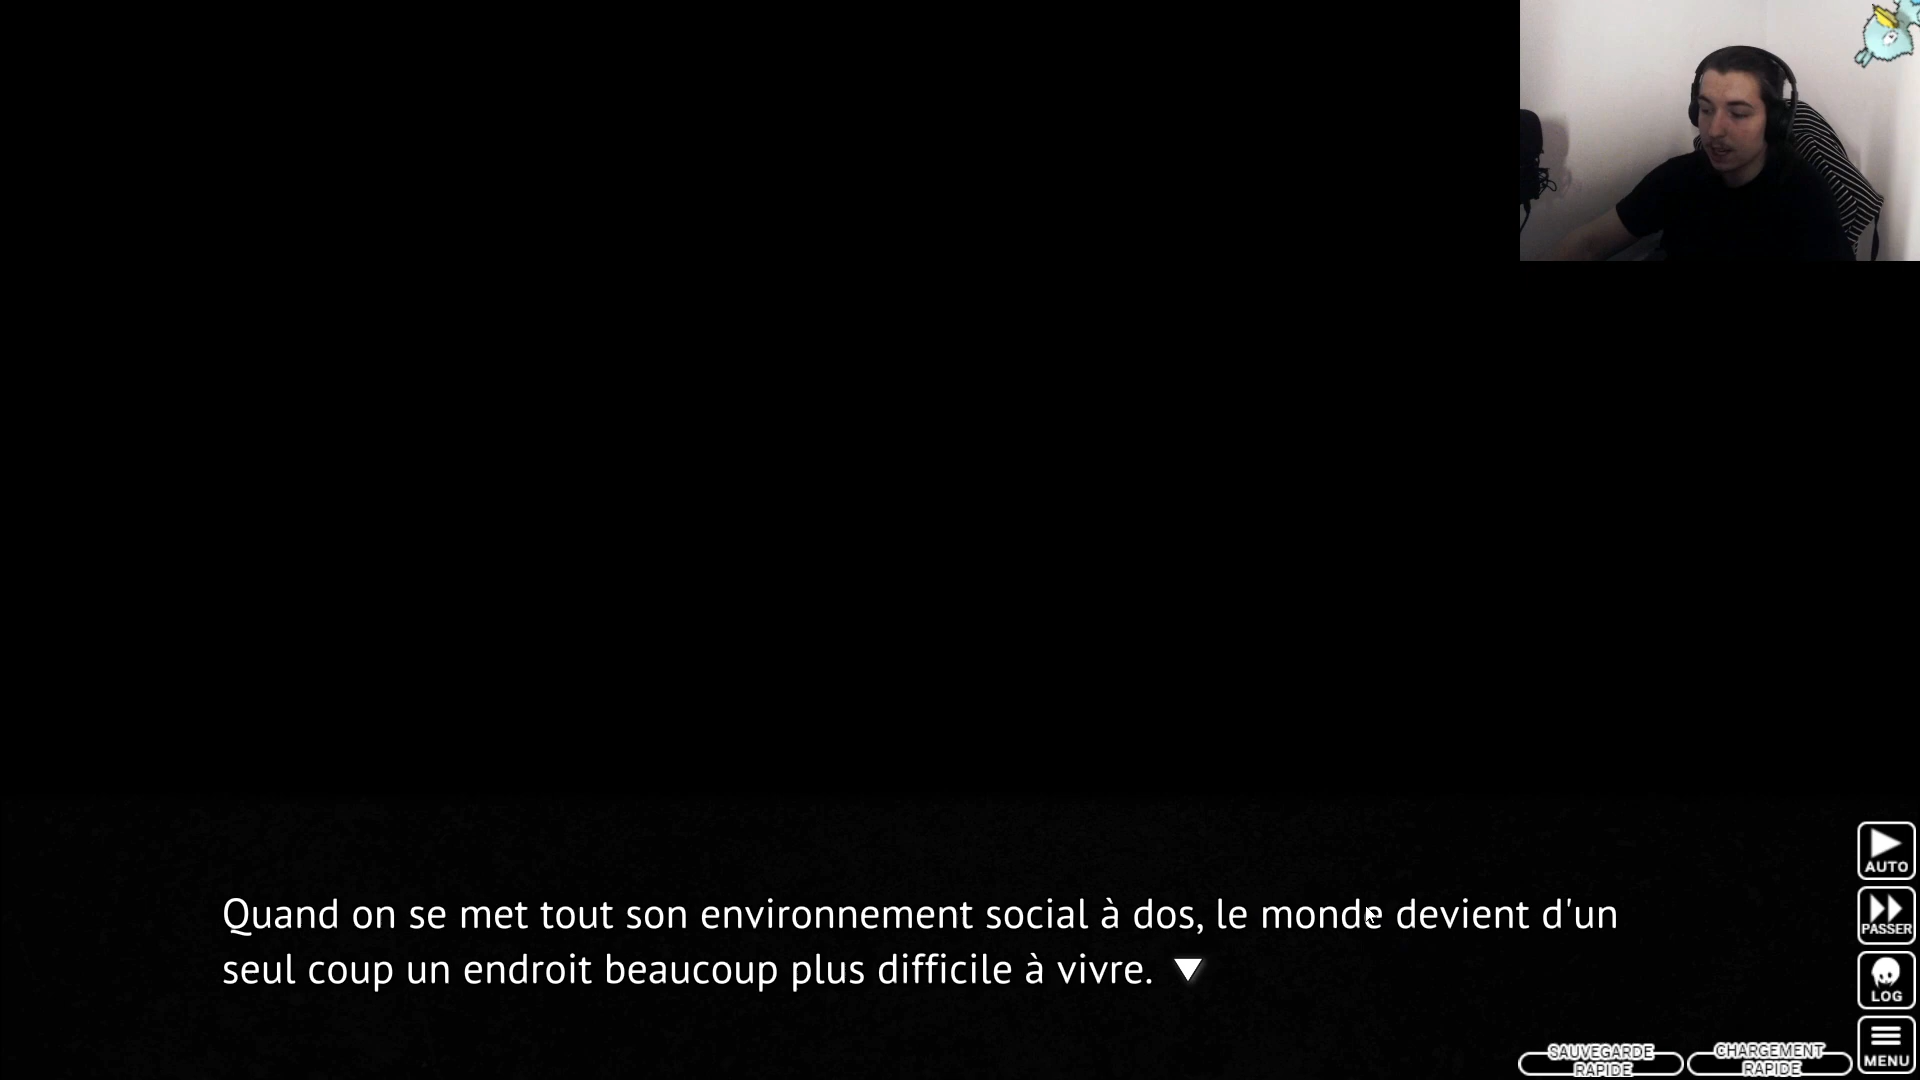 Quand on se met tout son environnement social à dos, le monde devient d'un
seul coup un endroit beaucoup plus difficile à vivre.
AUTO
PASSER
LOG
MENU
SAUVEGARDE
RAPIDE
CHARGEMENT
RAPIDE